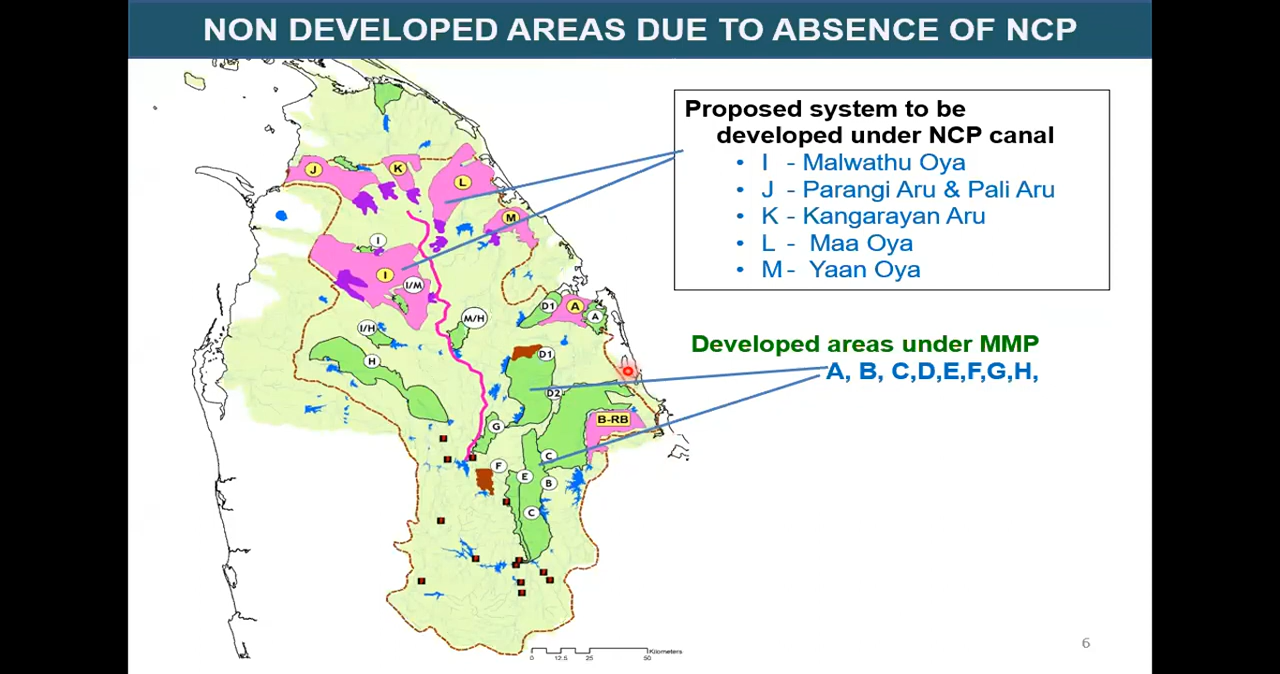 NON DEVELOPED AREAS DUE TO ABSENCE OF NCP
Proposed system to be
developed under NCP canal
• I - Malwathu Oya
• J - Parangi Aru & Pali Aru
• K - Kangarayan Aru
• L - Maa Oya
• M- Yaan Oya
Developed areas under MMP
A, B, C,D,E,F,G,H,
J
K
L
M
I
I
I/M
D1
A
A
M/H
I/H
H
D1
D2
B-RB
G
C
F
E
B
C
0 12.5 25 50 Kilometers
6